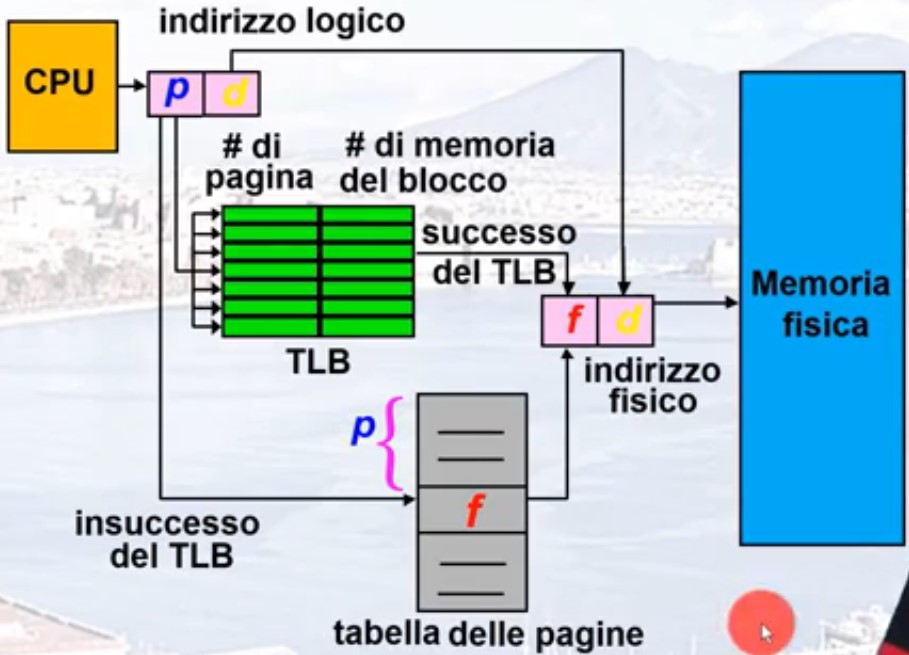 indirizzo logico
CPU
p d
# di
pagina
# di memoria
del blocco
successo
del TLB
TLB
f d
indirizzo
fisico
Memoria
fisica
p
f
insuccesso
del TLB
tabella delle pagine